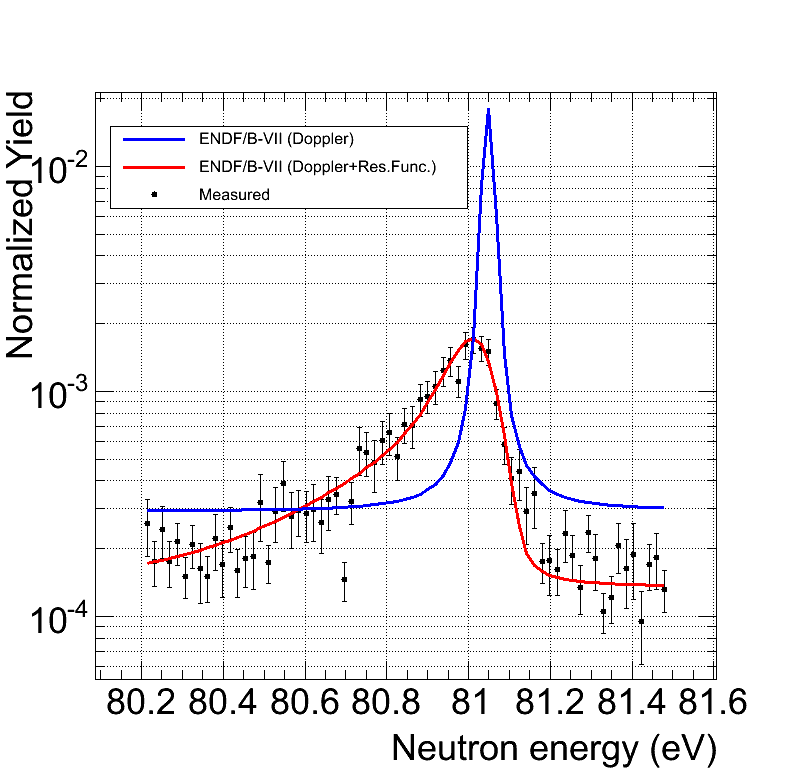 Normalized Yield
ENDF/B-VII (Doppler)
ENDF/B-VII (Doppler+Res.Func.)
Measured
10-2
10-3
10-4
80.2 80.4 80.6 80.8 81 81.2 81.4 81.6
Neutron energy (eV)